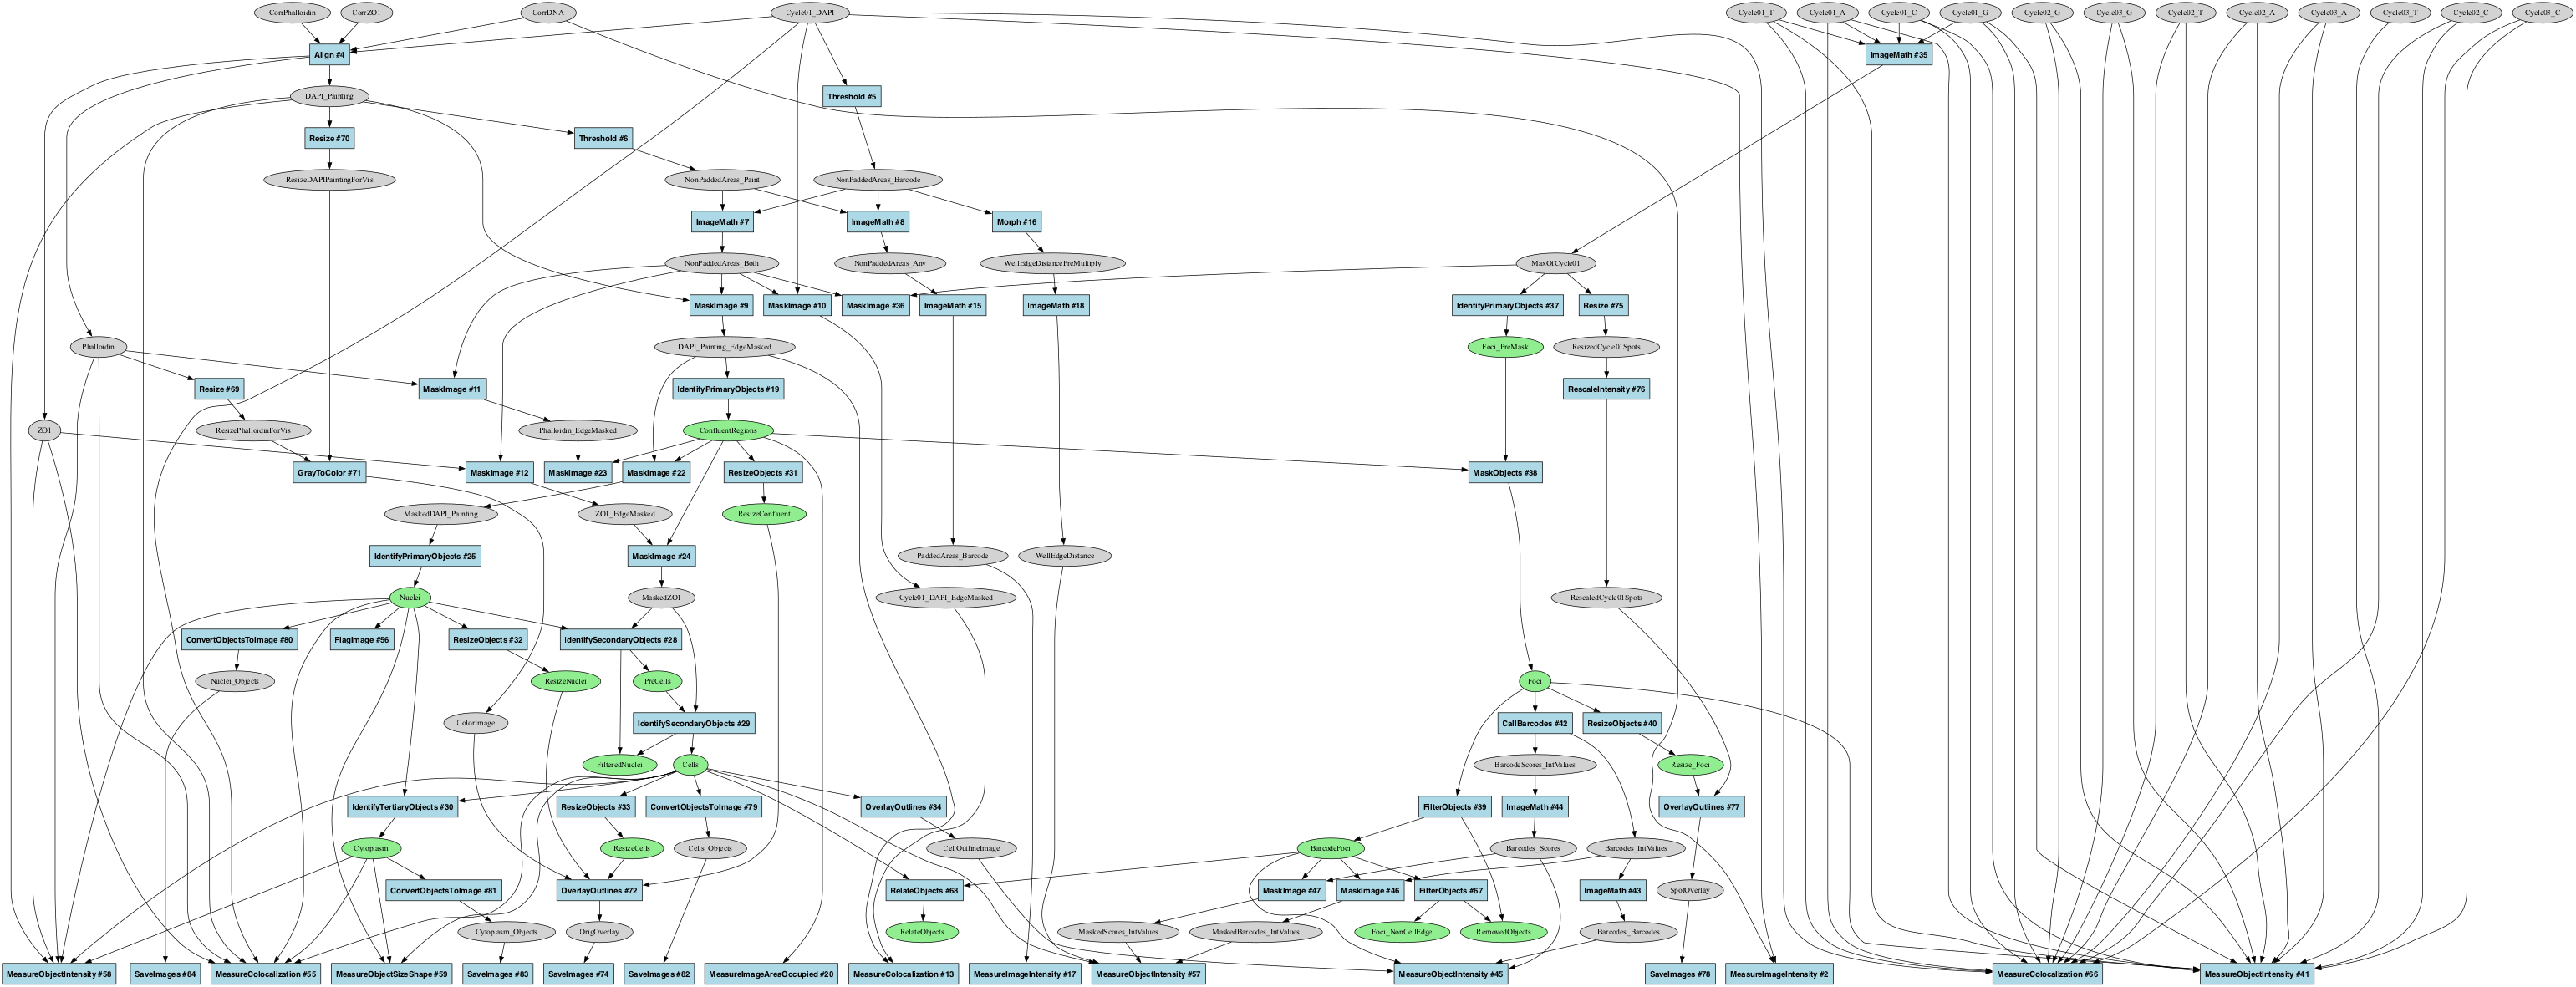 CorrPhalloidin
CorrZO1
CorrDNA
Cycle01_DAPI
Cycle01_T
Cycle01_A
Cycle01_C
Cycle01_G
Cycle02_G
Cycle03_G
Cycle02_T
Cycle02_A
Cycle03_A
Cycle03_T
Cycle02_C
Cycle03_C
Align #4
ImageMath #35
DAPI_Painting
Threshold #5
Resize #70
Threshold #6
ResizeDAPIPaintingForVis
NonPaddedAreas_Paint
NonPaddedAreas_Barcode
ImageMath #7
ImageMath #8
Morph #16
NonPaddedAreas_Both
NonPaddedAreas_Any
WellEdgeDistancePreMultiply
MaxOfCycle01
MaskImage #9
MaskImage #10
MaskImage #36
ImageMath #15
ImageMath #18
IdentifyPrimaryObjects #37
Resize #75
Phalloidin
DAPI_Painting_EdgeMasked
Foci_PreMask
ResizedCycle01Spots
Resize #69
MaskImage #11
IdentifyPrimaryObjects #19
RescaleIntensity #76
ZO1
ResizePhalloidinForVis
Phalloidin_EdgeMasked
ConfluentRegions
GrayToColor #71
MaskImage #12
MaskImage #23
MaskImage #22
ResizeObjects #31
MaskObjects #38
MaskedDAPI_Painting
ZO1_EdgeMasked
ResizeConfluent
IdentifyPrimaryObjects #25
MaskImage #24
PaddedAreas_Barcode
WellEdgeDistance
Nuclei
MaskedZO1
Cycle01_DAPI_EdgeMasked
RescaledCycle01Spots
ConvertObjectsToImage #80
FlagImage #56
ResizeObjects #32
IdentifySecondaryObjects #28
Nuclei_Objects
ResizeNuclei
PreCells
Foci
ColorImage
IdentifySecondaryObjects #29
CallBarcodes #42
ResizeObjects #40
FilteredNuclei
Cells
BarcodeScores_IntValues
Resize_Foci
IdentifyTertiaryObjects #30
ResizeObjects #33
ConvertObjectsToImage #79
OverlayOutlines #34
FilterObjects #39
ImageMath #44
OverlayOutlines #77
Cytoplasm
ResizeCells
Cells_Objects
CellOutlineImage
BarcodeFoci
Barcodes_Scores
Barcodes_IntValues
ConvertObjectsToImage #81
OverlayOutlines #72
RelateObjects #68
MaskImage #47
MaskImage #46
FilterObjects #67
ImageMath #43
SpotOverlay
Cytoplasm_Objects
OrigOverlay
RelateObjects
MaskedScores_IntValues
MaskedBarcodes_IntValues
Foci_NonCellEdge
RemovedObjects
Barcodes_Barcodes
MeasureObjectIntensity #58
SaveImages #84
MeasureColocalization #55
MeasureObjectSizeShape #59
SaveImages #83
SaveImages #74
SaveImages #82
MeasureImageAreaOccupied #20
MeasureColocalization #13
MeasureImageIntensity #17
MeasureObjectIntensity #57
MeasureObjectIntensity #45
SaveImages #78
MeasureImageIntensity #2
MeasureColocalization #66
MeasureObjectIntensity #41